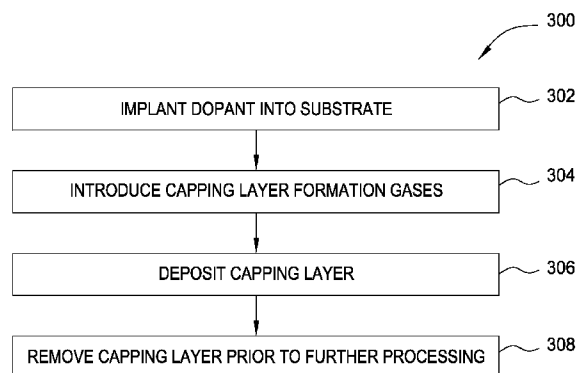 300
IMPLANT DOPANT INTO SUBSTRATE
302
INTRODUCE CAPPING LAYER FORMATION GASES
304
DEPOSIT CAPPING LAYER
306
REMOVE CAPPING LAYER PRIOR TO FURTHER PROCESSING
308